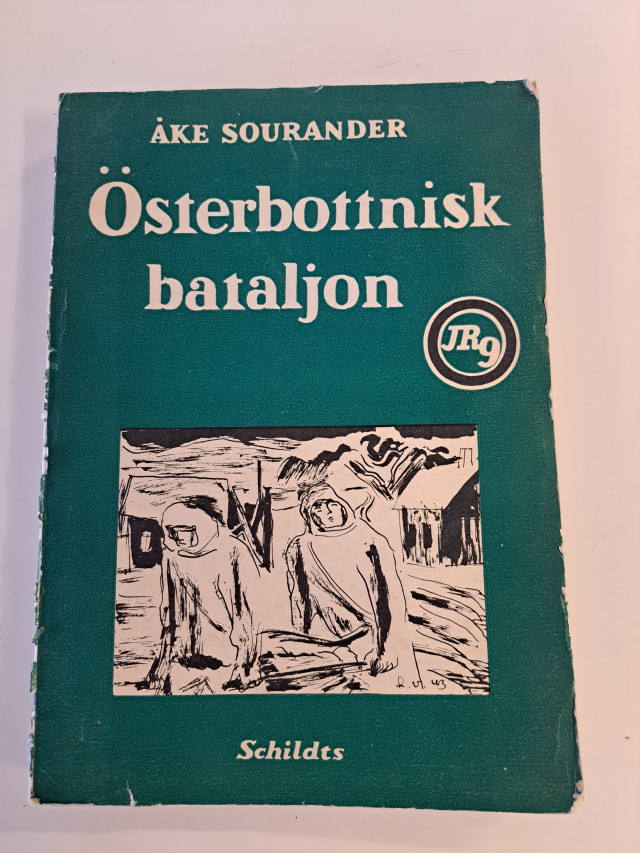 ÅKE SOURANDER
Österbottnisk
bataljon
JR9
Schildts